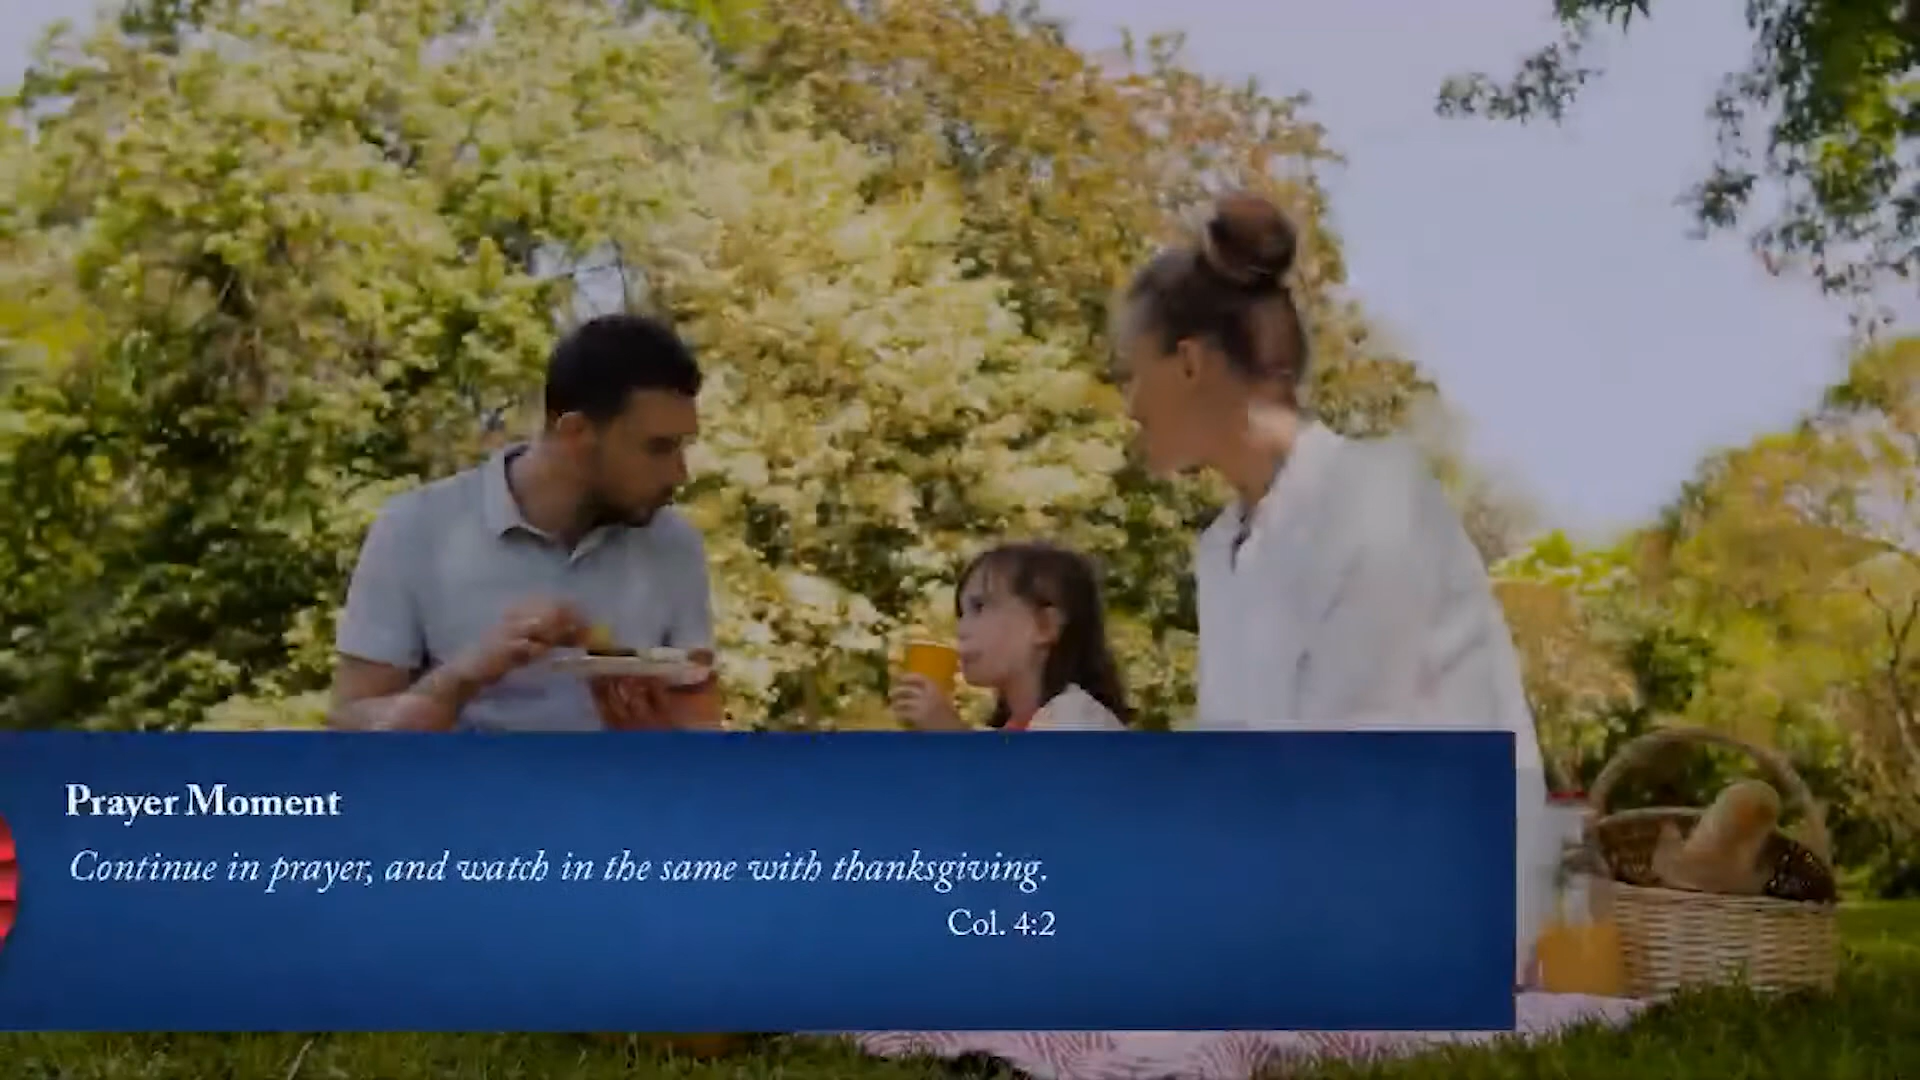 Prayer Moment
Continue in prayer, and watch in the same with thanksgiving.
Col. 4:2